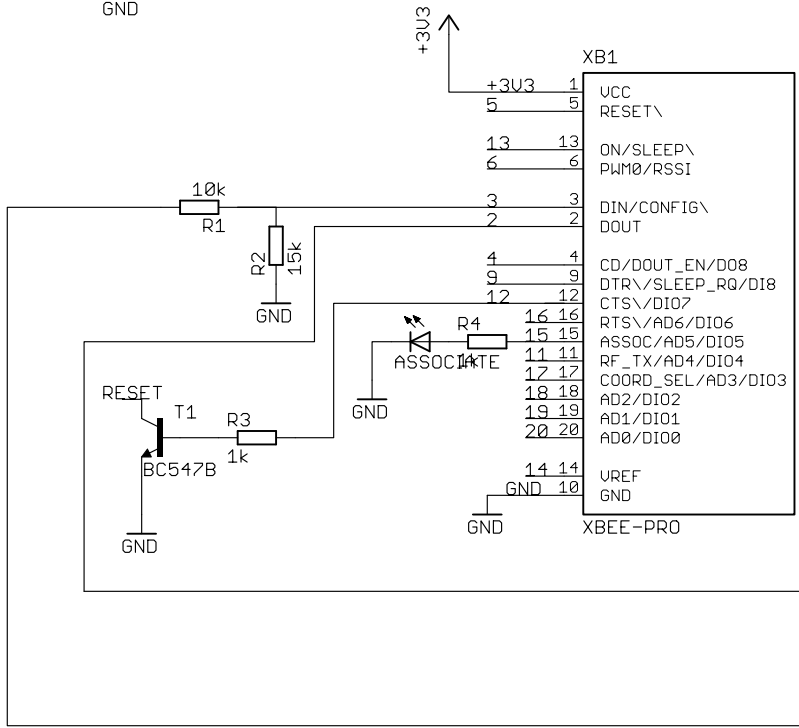 GND
+3V3
XB1
+3V3 1 VCC
5 5 RESET\
13 13 ON/SLEEP\
6 6 PWM0/RSSI
10k
3 3 DIN/CONFIG\
R1
2 2 DOUT
R2
15k
4 4 CD/DOUT_EN/DO8
9 9 DTR\/SLEEP_RQ/DI8
12 12 CTS\/DIO7
GND
R4
16 16 RTS\/AD6/DIO6
15 15 ASSOC/AD5/DIO5
ASSOCIATE
1k
11 11 RF_TX/AD4/DIO4
17 17 COORD_SEL/AD3/DIO3
RESET
18 18 AD2/DIO2
GND
T1
R3
19 19 AD1/DIO1
20 20 AD0/DIO0
1k
BC547B
14 14 VREF
GND 10 GND
GND
XBEE-PRO
GND